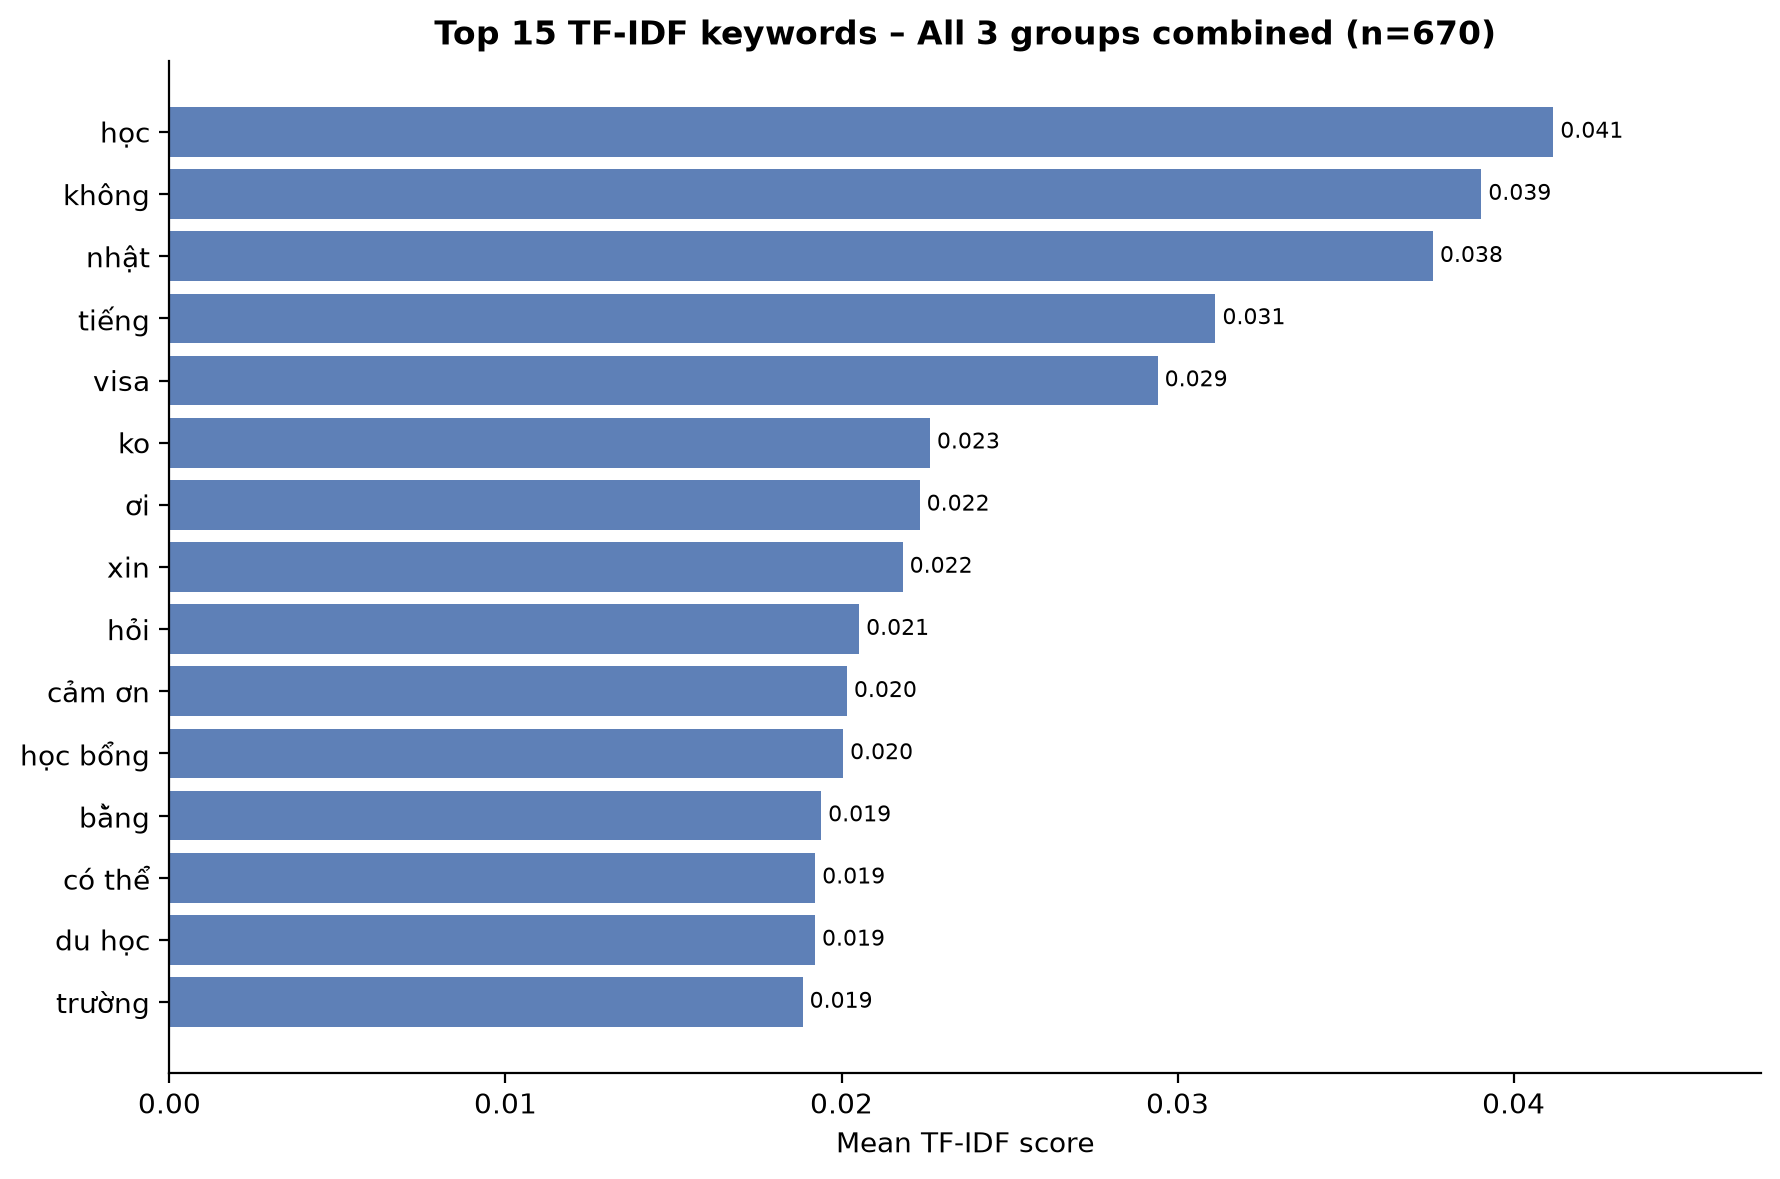 Top 15 TF-IDF keywords – All 3 groups combined (n=670)
học 0.041
không 0.039
nhật 0.038
tiếng 0.031
visa 0.029
ko 0.023
ơi 0.022
xin 0.022
hỏi 0.021
cảm ơn 0.020
học bổng 0.020
bằng 0.019
có thể 0.019
du học 0.019
trường 0.019
0.00 0.01 0.02 0.03 0.04
Mean TF-IDF score